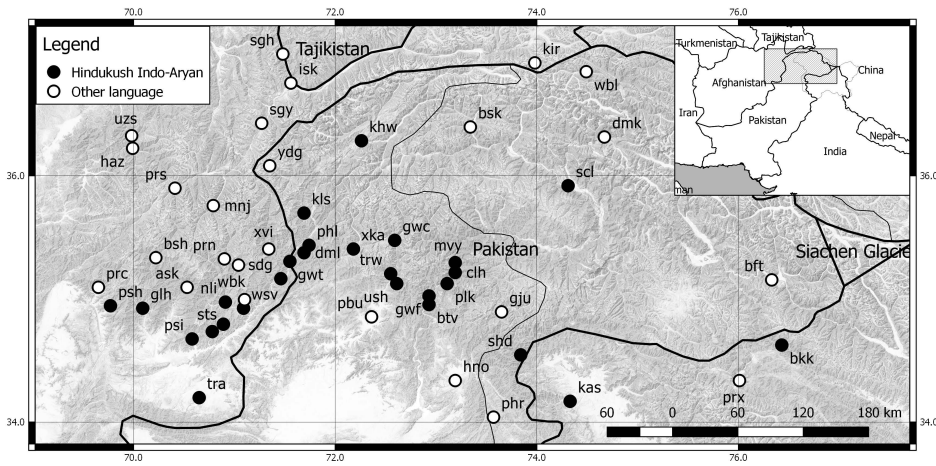 70.0 72.0 74.0 76.0
Legend
Hindukush Indo-Aryan
Other language
sgh
Tajikistan
isk
kir
wbl
Turkmenistan
Tajikistan
China
Afghanistan
Iran
Pakistan
Nepal
India
man
uzs
haz
sgy
khw
bsk
dmk
ydg
36.0 36.0
prs
mnj
kls
scl
xvi
phl
xka
gwc
mvy
Pakistan
Siachen Glacie
bsh
prn
dml
trw
clh
bft
prc
ask
nli
wbk
sdg
gwt
psh
glh
wsv
pbu
ush
gwf
plk
gju
psi
sts
btv
shd
bkk
tra
hno
kas
prx
phr
60 0 60 120 180 km
34.0 34.0
70.0 72.0 74.0 76.0